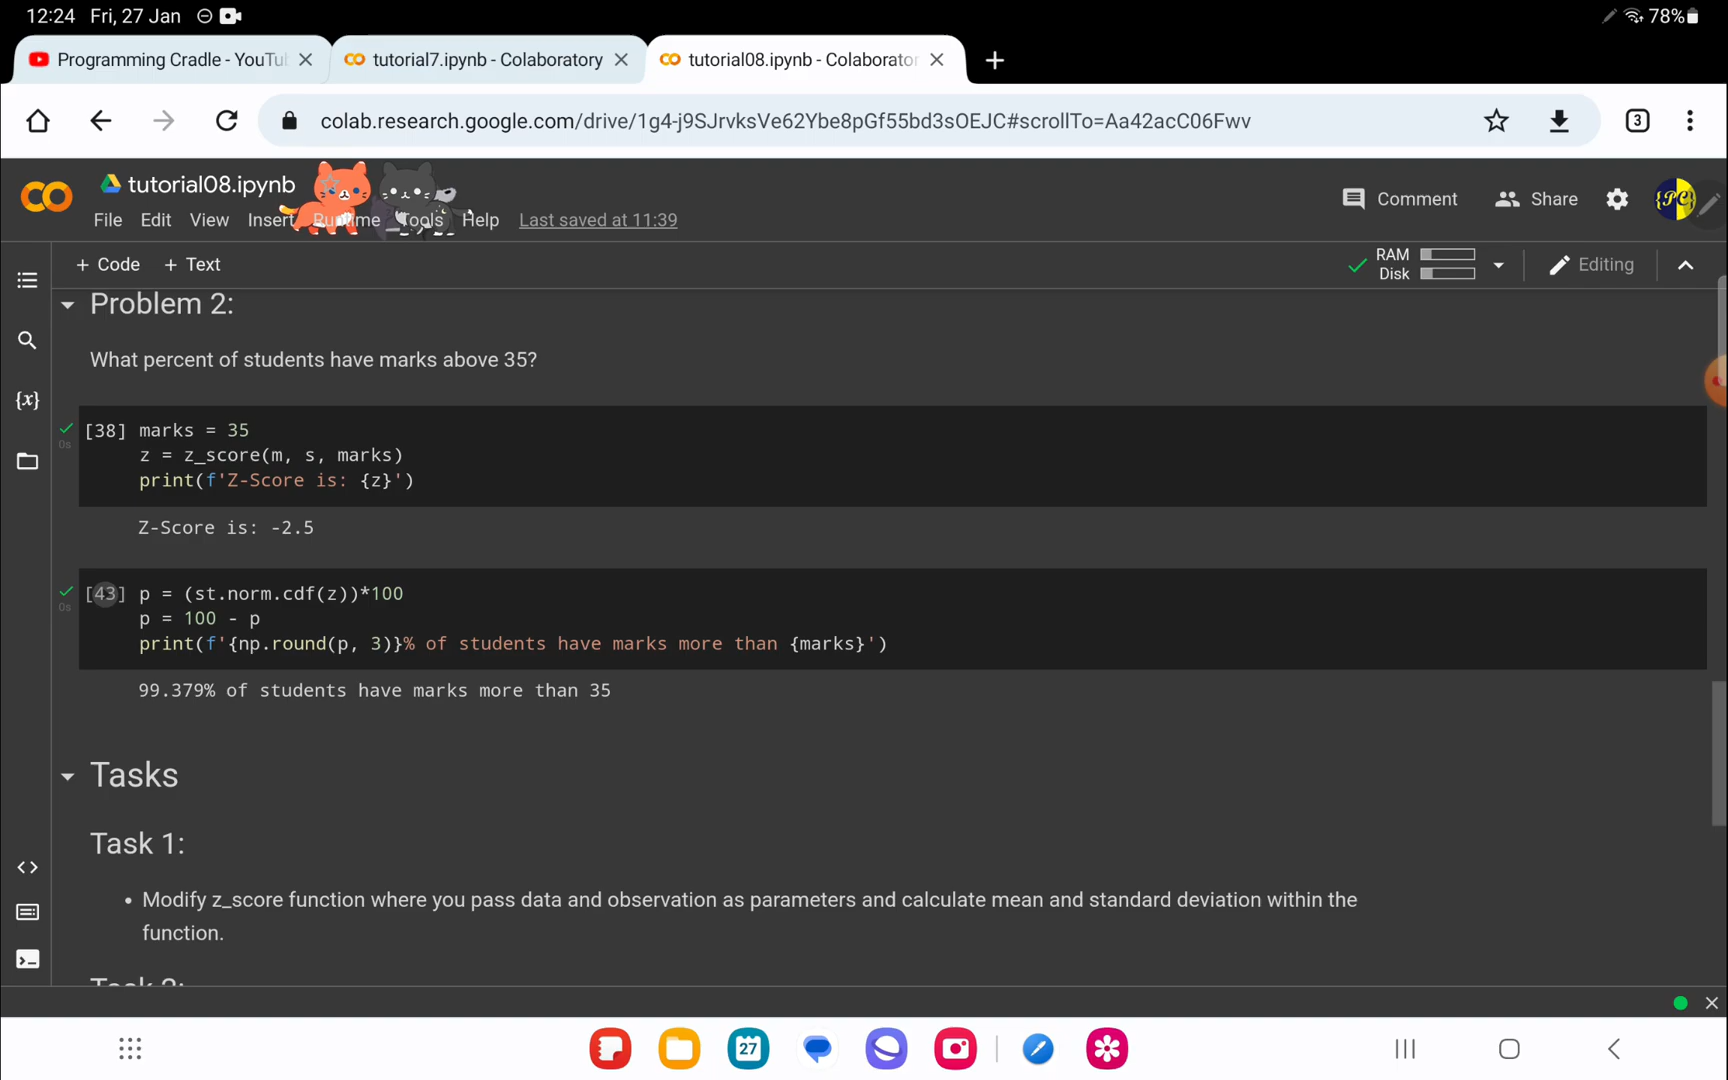 12:24 Fri, 27 Jan 78%
Programming Cradle - YouTu tutorial7.ipynb - Colaboratory tutorial08.ipynb - Colaborator
colab.research.google.com/drive/1g4-j9SJrvksVe62Ybe8pGf55bd3sOEJC#scrollTo=Aa42acC06Fwv 3
tutorial08.ipynb Comment Share {PC}
File Edit View Insert Runtime Tools Help Last saved at 11:39
+ Code + Text RAM Disk Editing
Problem 2:
What percent of students have marks above 35?
{x}
[38] marks = 35
0s
z = z_score(m, s, marks)
print(f'Z-Score is: {z}')
Z-Score is: -2.5
[43] p = (st.norm.cdf(z))*100
0s
p = 100 - p
print(f'{np.round(p, 3)}% of students have marks more than {marks}')
99.379% of students have marks more than 35
Tasks
Task 1:
• Modify z_score function where you pass data and observation as parameters and calculate mean and standard deviation within the
function.
Task 2:
27